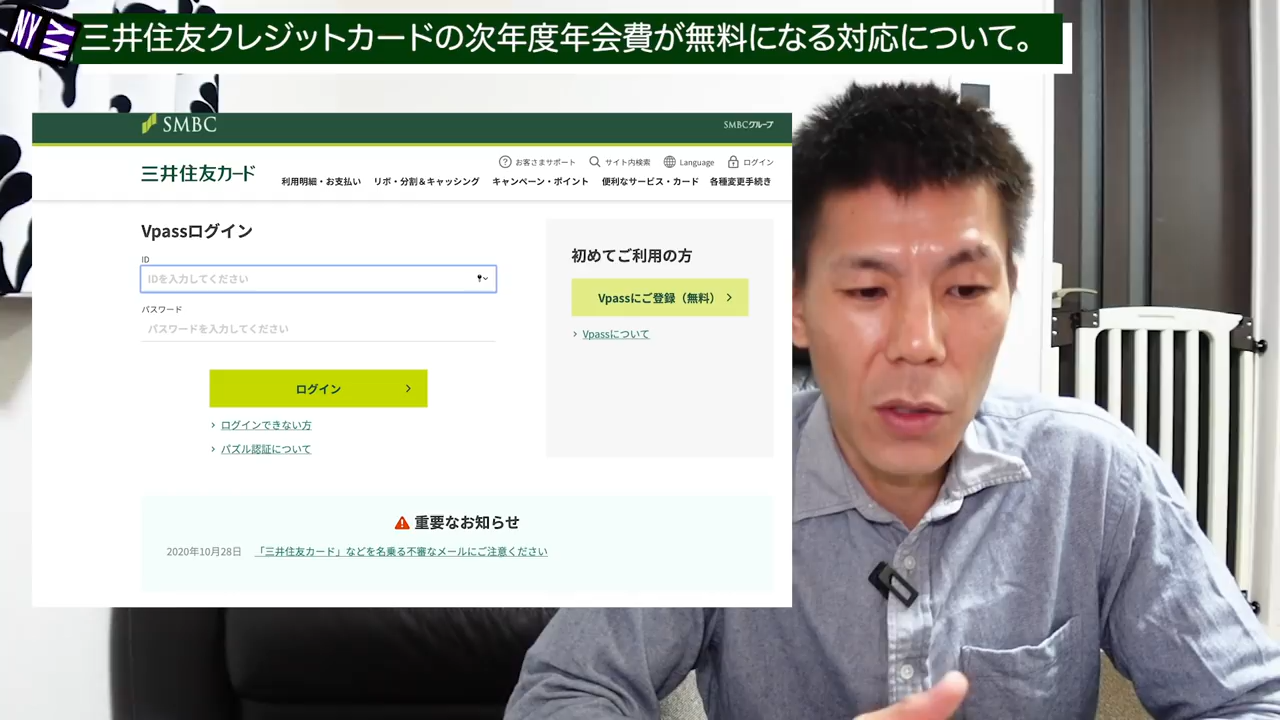 NY
NY
三井住友クレジットカードの次年度年会費が無料になる対応について。
SMBC
SMBCグループ
お客さまサポート
サイト内検索
Language
ログイン
三井住友カード
利用明細・お支払い
リボ・分割&キャッシング
キャンペーン・ポイント
便利なサービス・カード
各種変更手続き
Vpassログイン
ID
IDを入力してください
パスワード
パスワードを入力してください
ログイン
ログインできない方
パズル認証について
初めてご利用の方
Vpassにご登録（無料）
Vpassについて
重要なお知らせ
2020年10月28日 「三井住友カード」などを名乗る不審なメールにご注意ください